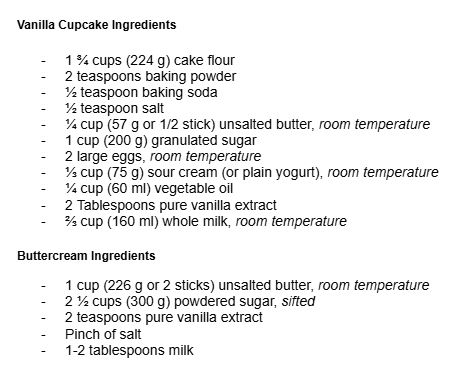 Vanilla Cupcake Ingredients
- 1 ¾ cups (224 g) cake flour
- 2 teaspoons baking powder
- ½ teaspoon baking soda
- ½ teaspoon salt
- ¼ cup (57 g or 1/2 stick) unsalted butter, room temperature
- 1 cup (200 g) granulated sugar
- 2 large eggs, room temperature
- ⅓ cup (75 g) sour cream (or plain yogurt), room temperature
- ¼ cup (60 ml) vegetable oil
- 2 Tablespoons pure vanilla extract
- ⅔ cup (160 ml) whole milk, room temperature
Buttercream Ingredients
- 1 cup (226 g or 2 sticks) unsalted butter, room temperature
- 2 ½ cups (300 g) powdered sugar, sifted
- 2 teaspoons pure vanilla extract
- Pinch of salt
- 1-2 tablespoons milk